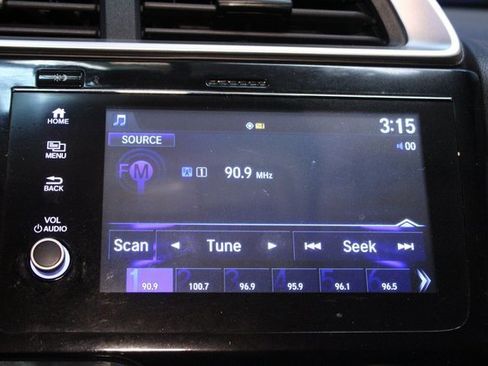 HOME
MENU
BACK
VOL
AUDIO
3:15
SOURCE
00
FM
1 90.9 MHz
Scan Tune Seek
1 2 3 4 5 6
90.9 100.7 96.9 95.9 96.1 96.5